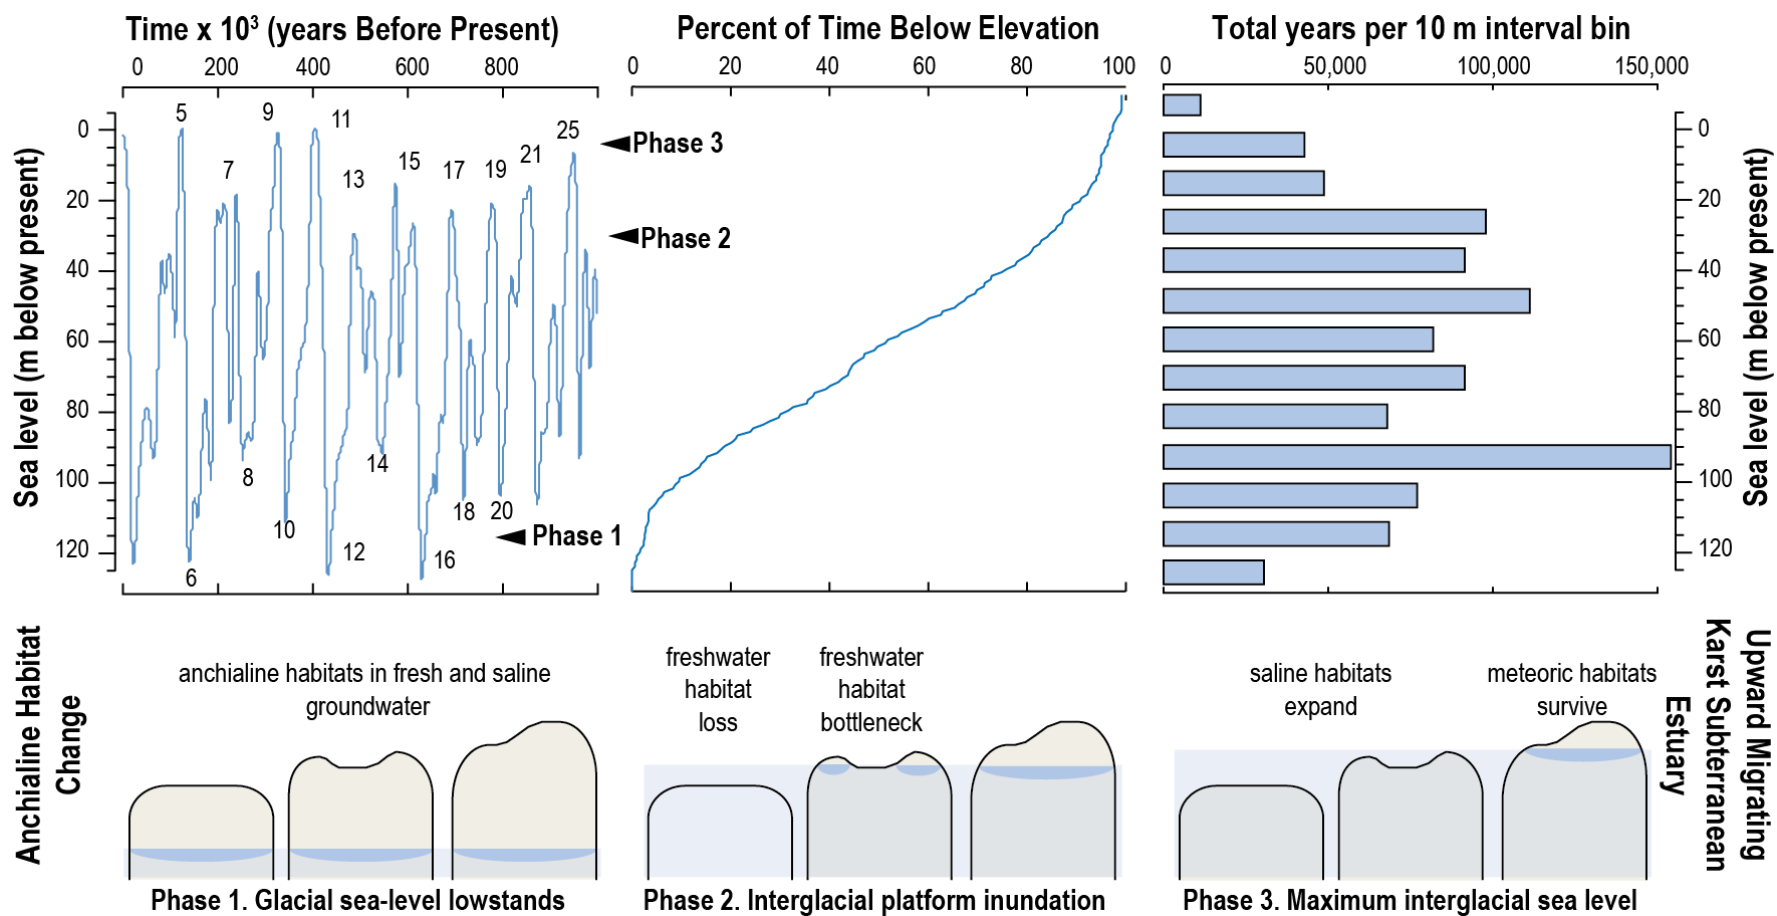 Time x 10³ (years Before Present)
0 200 400 600 800
Sea level (m below present)
0
20
40
60
80
100
120
5
9
11
25
7
13
15
17
19
21
8
14
10
18
20
12
16
6
Phase 3
Phase 2
Phase 1
Percent of Time Below Elevation
0 20 40 60 80 100
0 20 40 60 80 100
Total years per 10 m interval bin
0 50,000 100,000 150,000
0
20
40
60
80
100
120
Sea level (m below present)
Anchialine Habitat
Change
anchialine habitats in fresh and saline
groundwater
Phase 1. Glacial sea-level lowstands
freshwater
habitat
loss
freshwater
habitat
bottleneck
Phase 2. Interglacial platform inundation
saline habitats
expand
meteoric habitats
survive
Phase 3. Maximum interglacial sea level
Upward Migrating
Karst Subterranean
Estuary